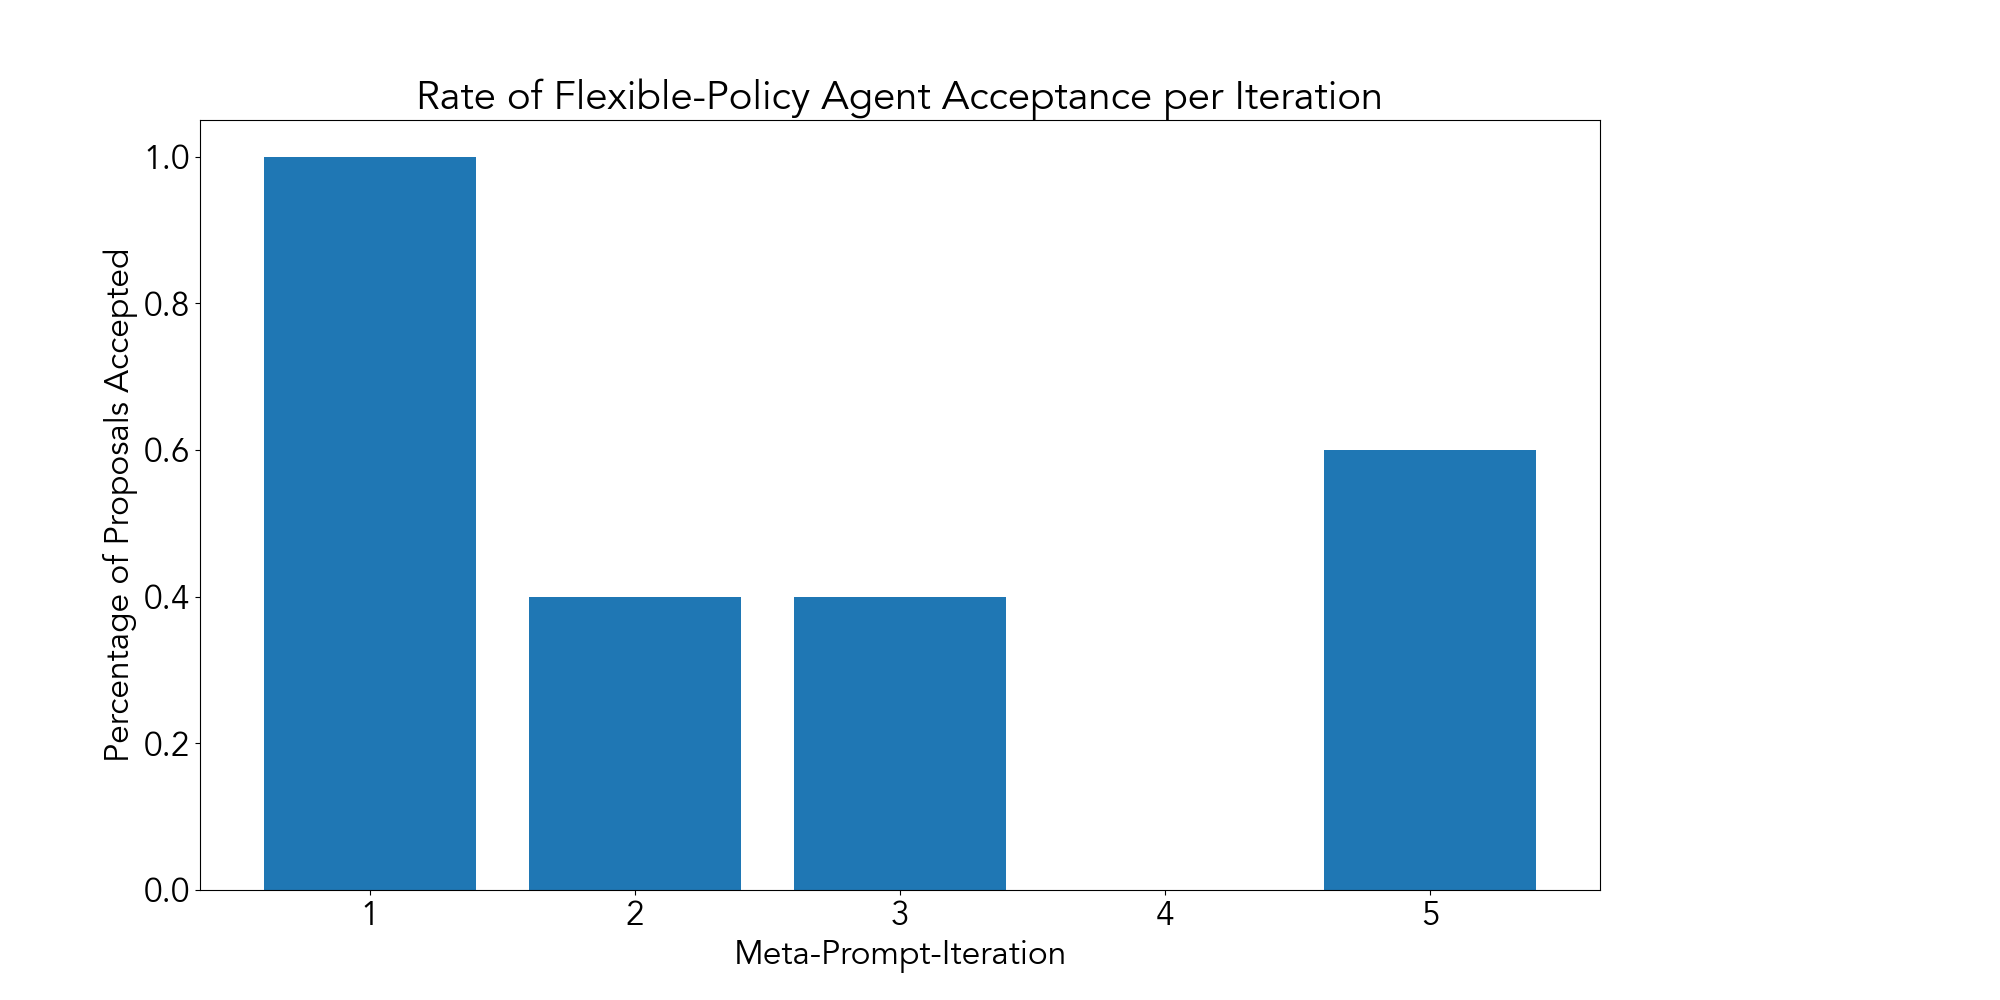 Rate of Flexible-Policy Agent Acceptance per Iteration
Percentage of Proposals Accepted
1.0
0.8
0.6
0.4
0.2
0.0
1 2 3 4 5
Meta-Prompt-Iteration